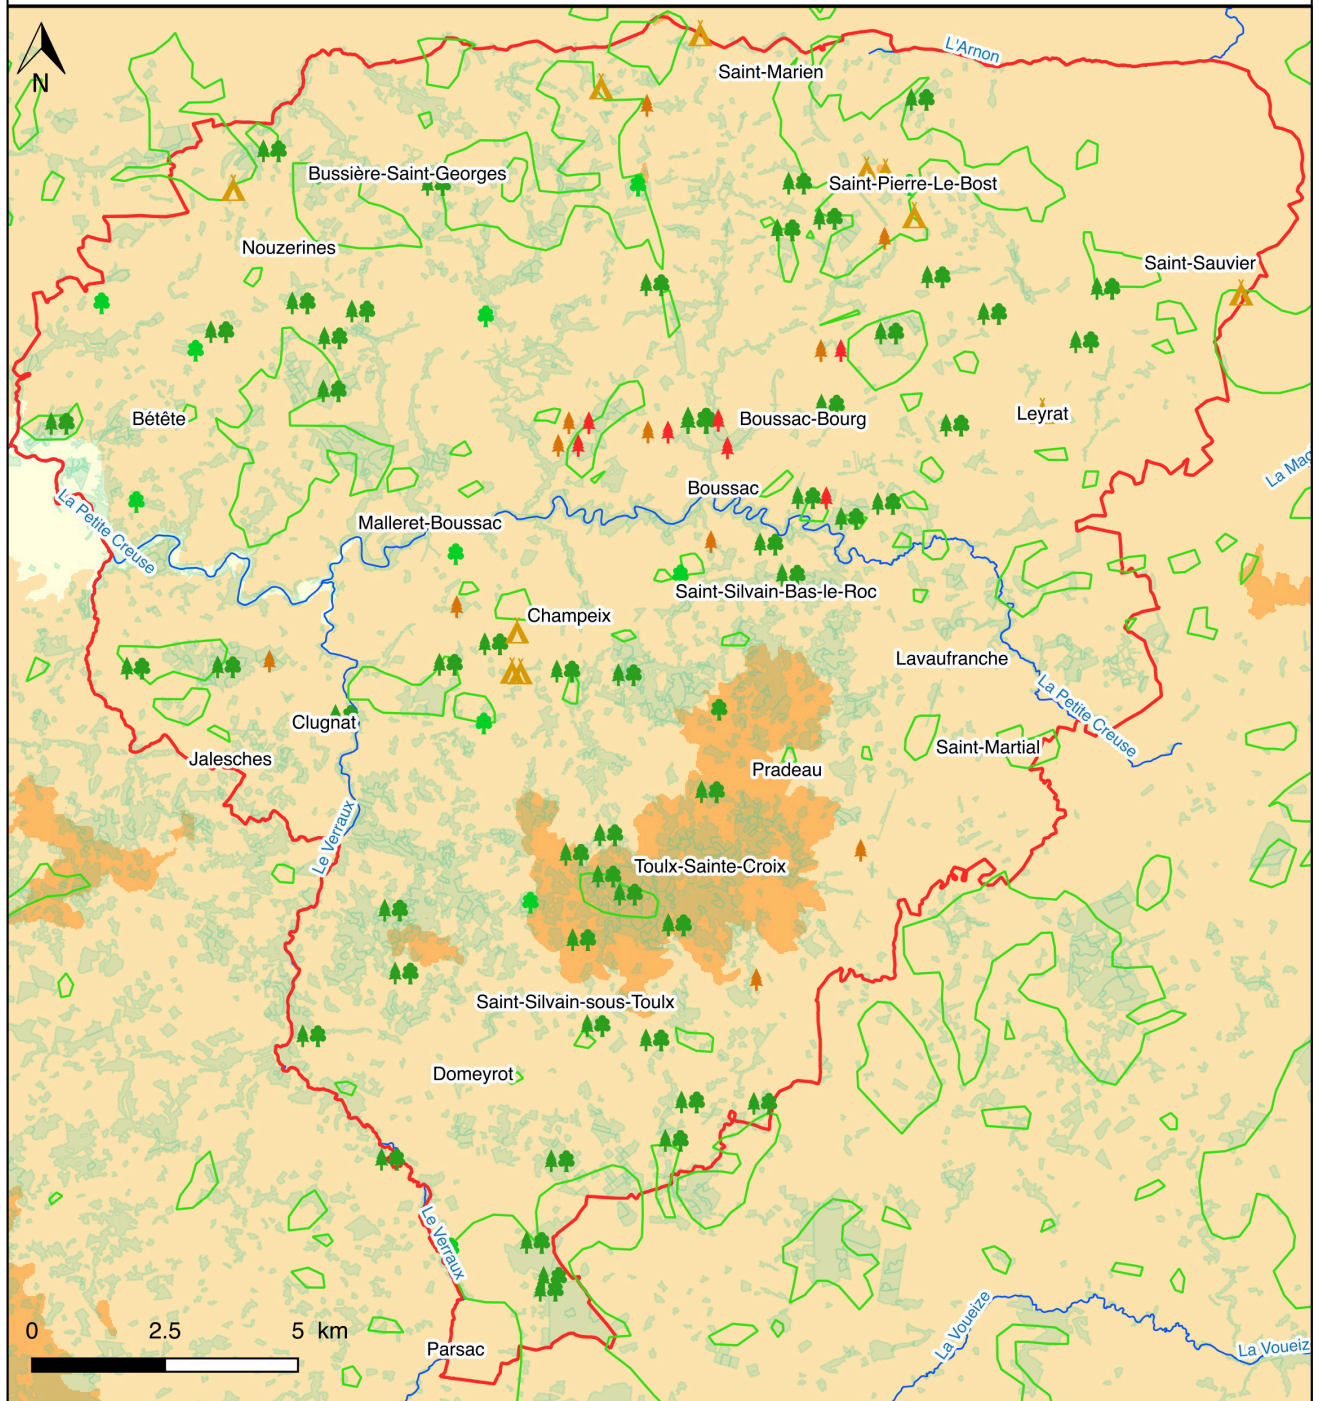 L'Arnon
Saint-Marien
N
Bussière-Saint-Georges
Saint-Pierre-Le-Bost
Nouzerines
Saint-Sauvier
Bétête
Boussac-Bourg
Leyrat
La Mag
Boussac
La Petite Creuse
Malleret-Boussac
Saint-Silvain-Bas-le-Roc
Champeix
Lavaufranche
La Petite Creuse
Clugnat
Saint-Martial
Jalesches
Pradeau
Le Verraux
Toulx-Sainte-Croix
Saint-Silvain-sous-Toulx
Domeyrot
Le Verraux
La Voueize
0 2.5 5 km
Parsac
La Voueiz